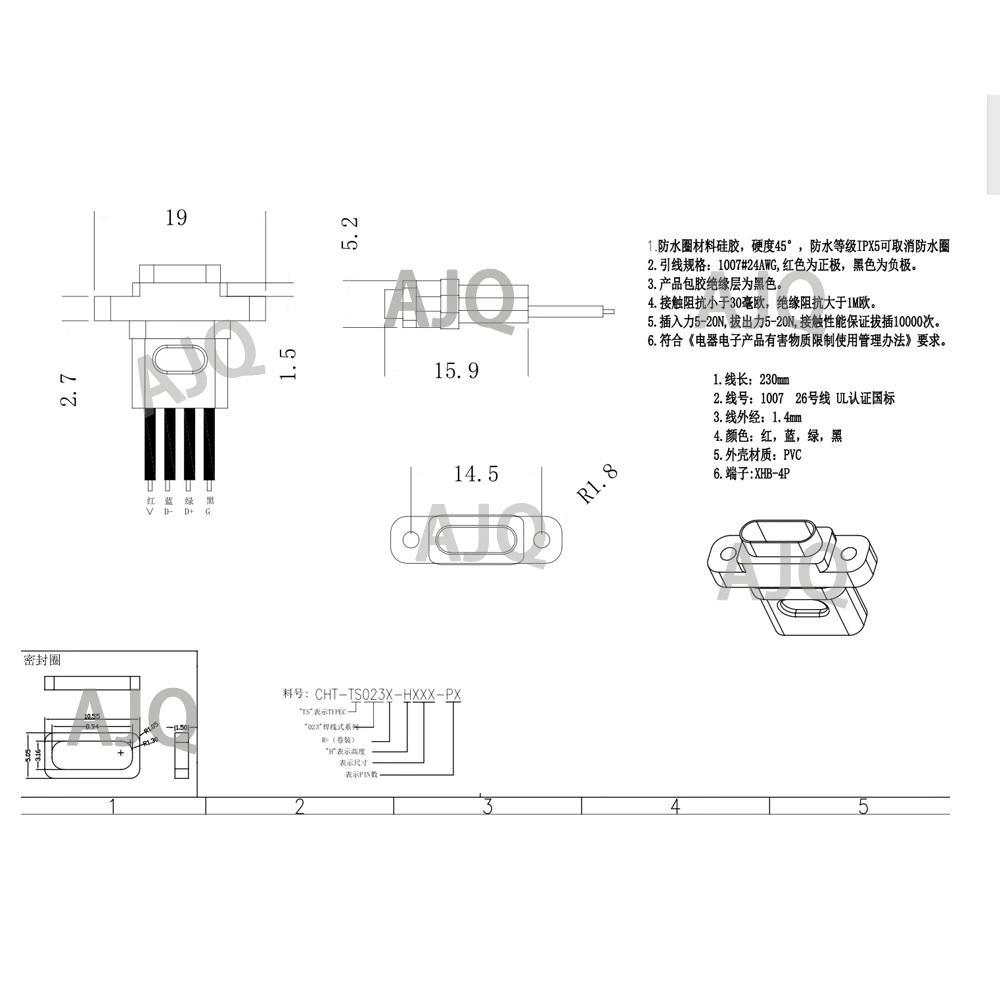 19
5.2
1.5
2.7
15.9
AJQ
AJQ
红 蓝 绿 黑
V D- D+ G
14.5
R1.8
AJQ
1.防水圈材料硅胶，硬度45°，防水等级IPX5可取消防水圈
2.引线规格：1007#24AWG,红色为正极，黑色为负极。
3.产品包胶绝缘层为黑色。
4.接触阻抗小于30毫欧，绝缘阻抗大于1M欧。
5.插入力5-20N,拔出力5-20N,接触性能保证拔插10000次。
6.符合《电器电子产品有害物质限制使用管理办法》要求。
AJQ
1.线长：230mm
2.线号：1007 26号线 UL认证国标
3.线外经：1.4mm
4.颜色：红，蓝，绿，黑
5.外壳材质：PVC
6.端子:XHB-4P
AJQ
密封圈
AJQ
10.55
8.94
R1.30
1.50
5.05
3.16
料号：CHT-TS023X-HXXX-PX
"TS"表示TYPEC
"023"焊线式系列
R=（卷装）
"H"表示高度
表示尺寸
表示PIN数
1 2 3 4 5